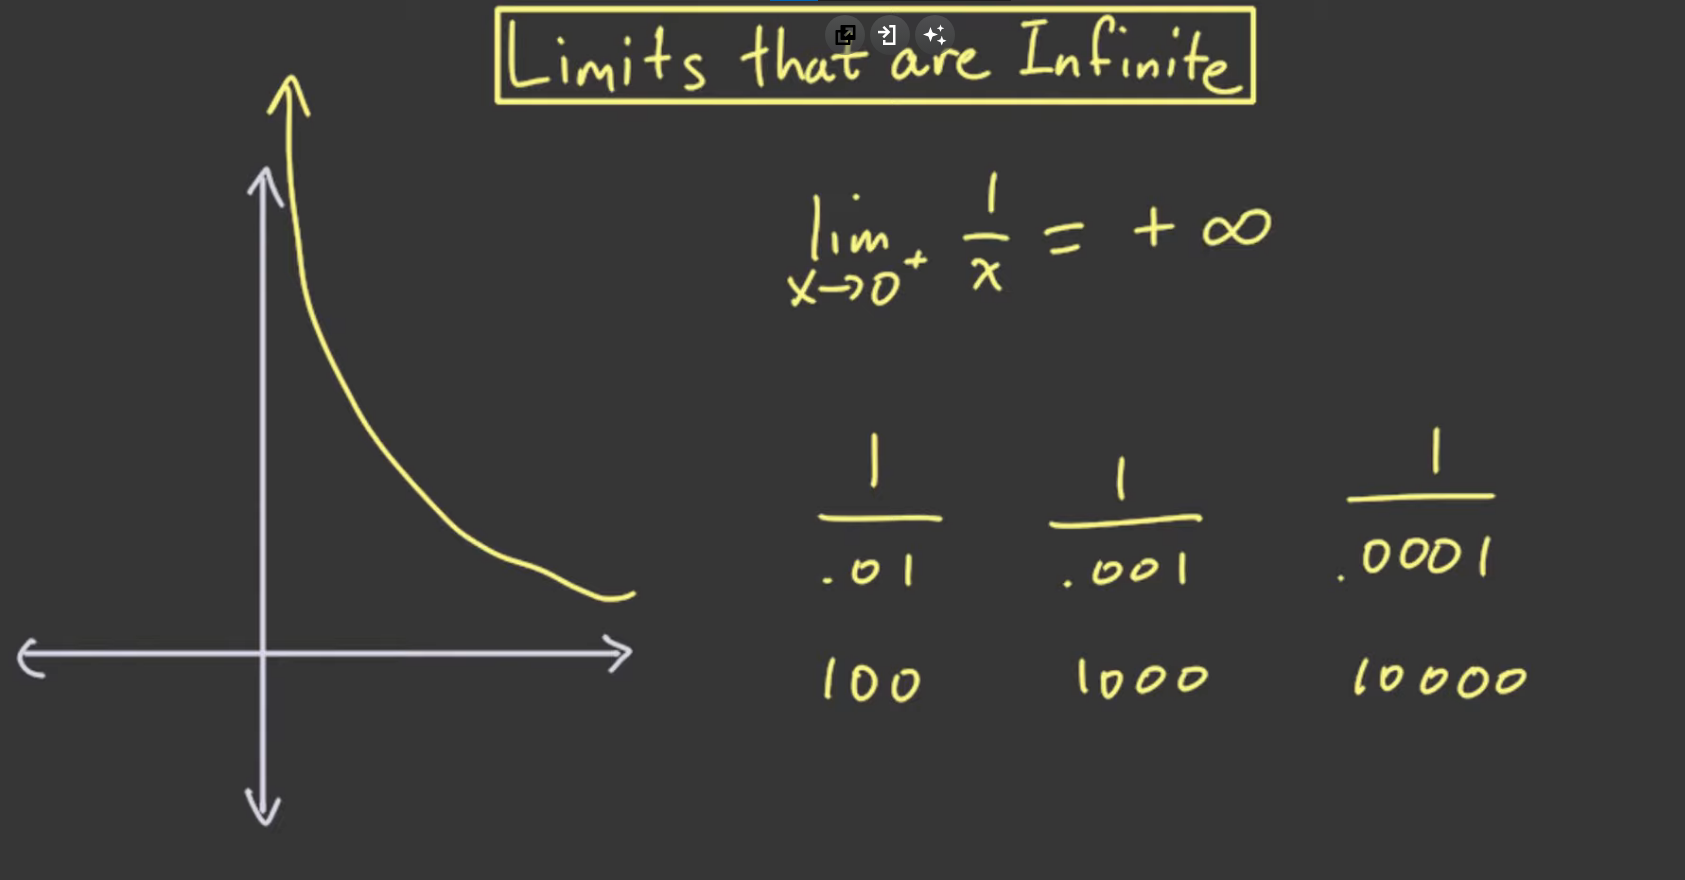 Limits that are Infinite
lim x→0⁺ 1/x = + ∞
1/.01 1/.001 1/.0001
100 1000 10000